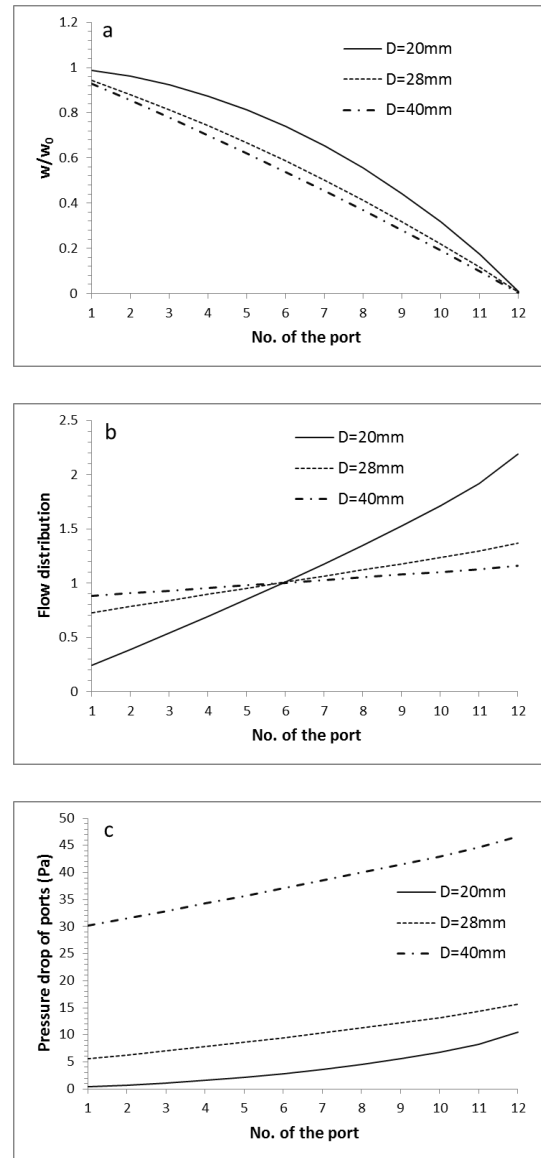 a
1.2
1
0.8
0.6
0.4
0.2
0
w/w₀
D=20mm
D=28mm
D=40mm
1 2 3 4 5 6 7 8 9 10 11 12
No. of the port
b
2.5
2
1.5
1
0.5
0
Flow distribution
D=20mm
D=28mm
D=40mm
1 2 3 4 5 6 7 8 9 10 11 12
No. of the port
c
50
45
40
35
30
25
20
15
10
5
0
Pressure drop of ports (Pa)
D=20mm
D=28mm
D=40mm
1 2 3 4 5 6 7 8 9 10 11 12
No. of the port